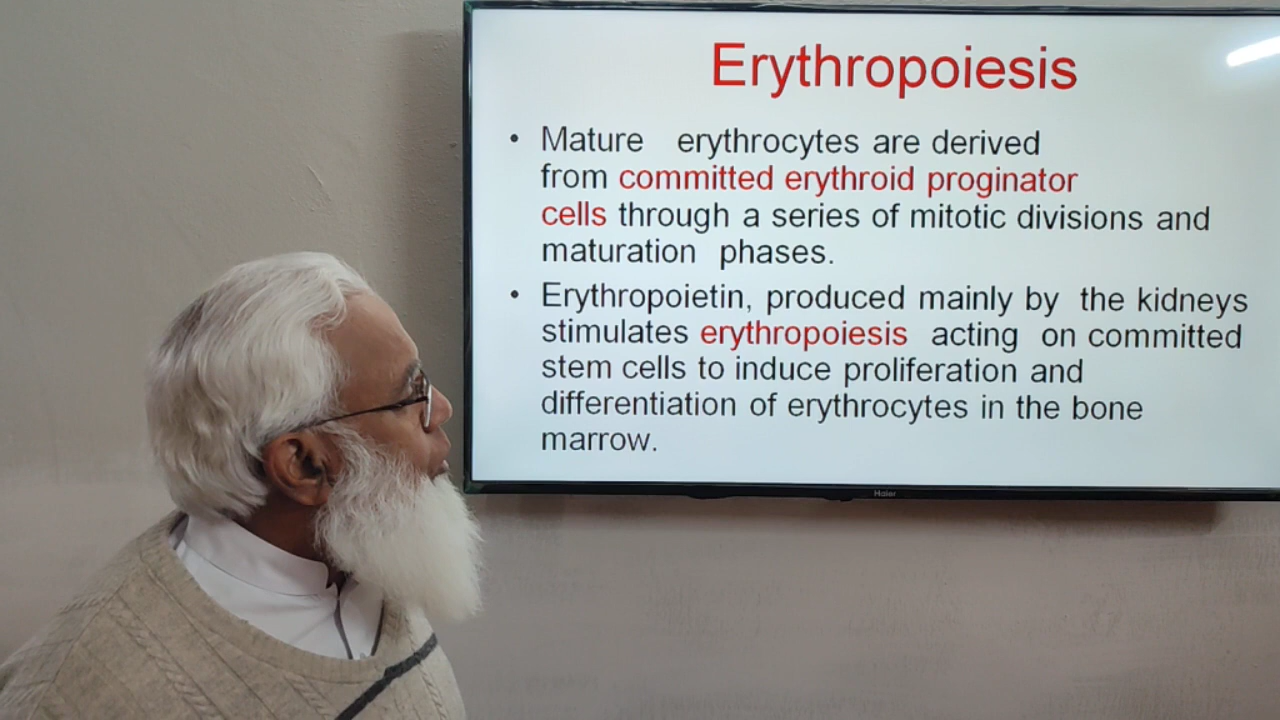 Erythropoiesis
• Mature erythrocytes are derived
from committed erythroid proginator
cells through a series of mitotic divisions and
maturation phases.
• Erythropoietin, produced mainly by the kidneys
stimulates erythropoiesis acting on committed
stem cells to induce proliferation and
differentiation of erythrocytes in the bone
marrow.
Haier